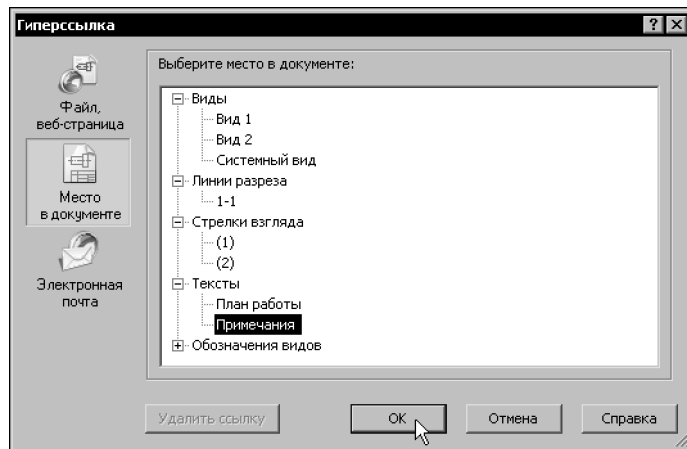 Гиперссылка
Файл,
веб-страница
Место
в документе
Электронная
почта
Выберите место в документе:
Виды
Вид 1
Вид 2
Системный вид
Линии разреза
1-1
Стрелки взгляда
(1)
(2)
Тексты
План работы
Примечания
Обозначения видов
Удалить ссылку
ОК
Отмена
Справка